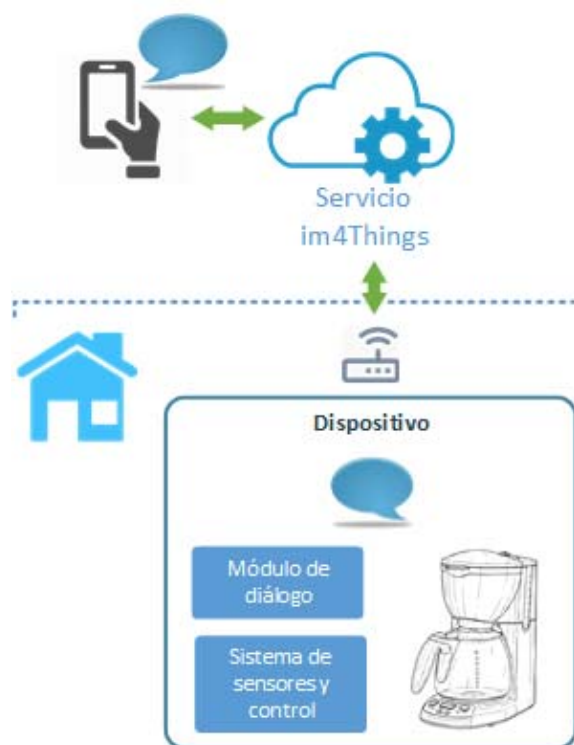 Servicio
im4Things
Dispositivo
Módulo de
diálogo
Sistema de
sensores y
control